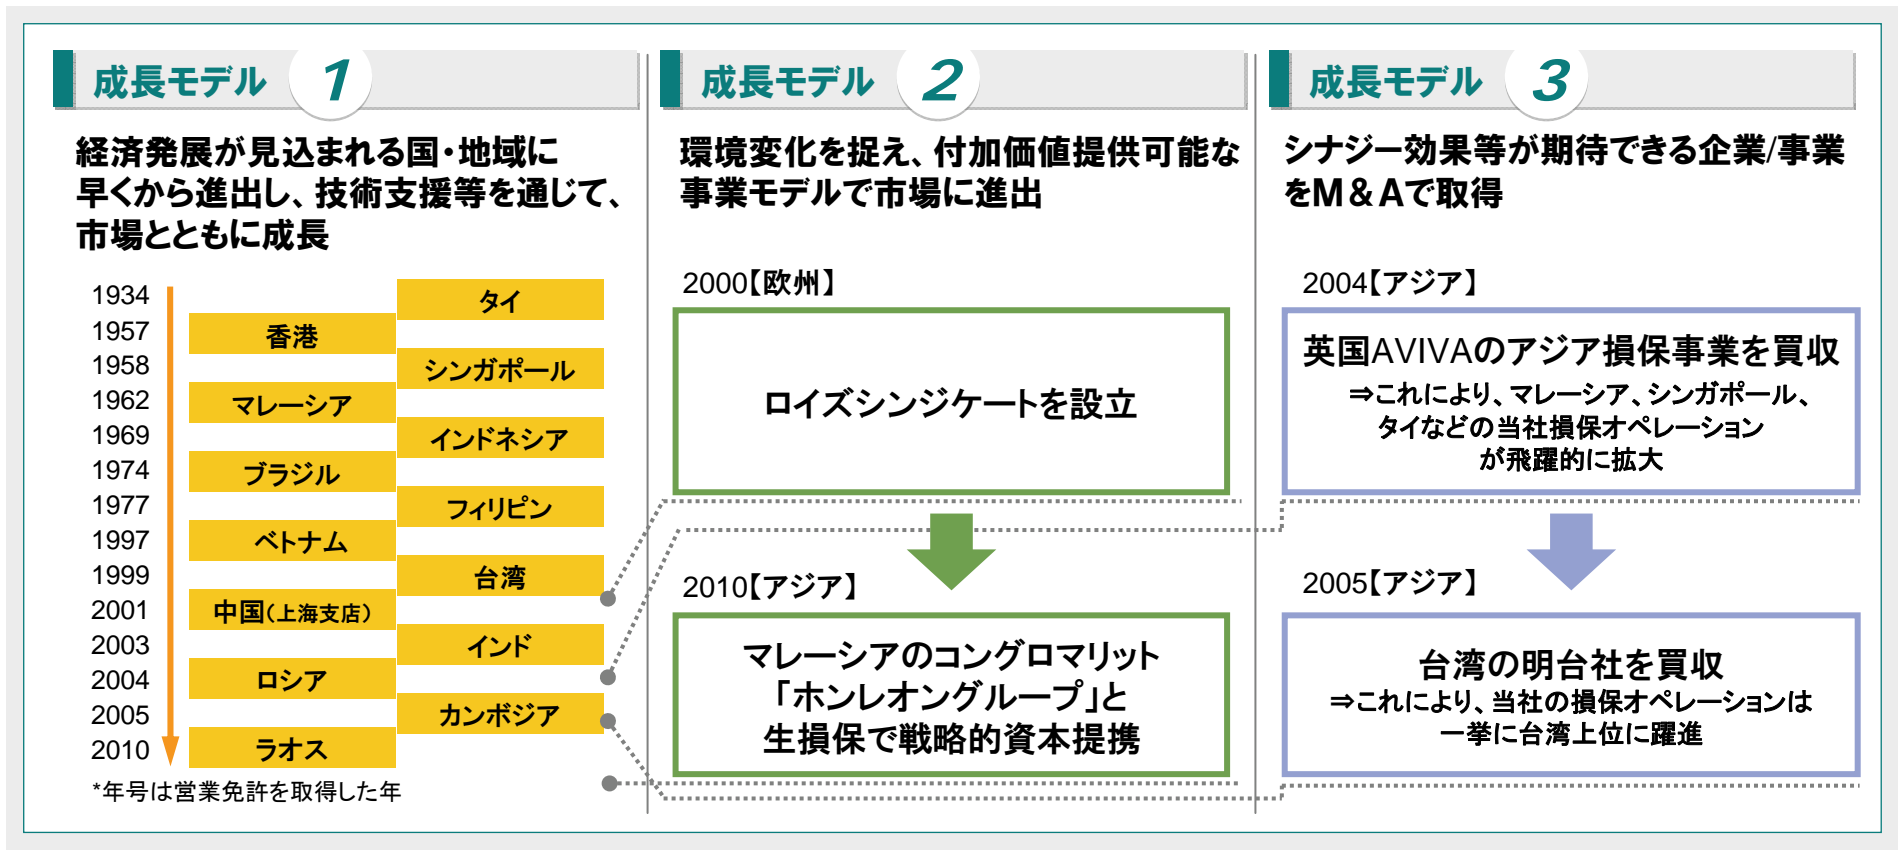 成長モデル 1
経済発展が見込まれる国・地域に
早くから進出し、技術支援等を通じて、
市場とともに成長
1934 タイ
1957 香港
1958 シンガポール
1962 マレーシア
1969 インドネシア
1974 ブラジル
1977 フィリピン
1997 ベトナム
1999 台湾
2001 中国(上海支店)
2003 インド
2004 ロシア
2005 カンボジア
2010 ラオス
*年号は営業免許を取得した年
成長モデル 2
環境変化を捉え、付加価値提供可能な
事業モデルで市場に進出
2000【欧州】
ロイズシンジケートを設立
2010【アジア】
マレーシアのコングロマリット
「ホンレオングループ」と
生損保で戦略的資本提携
成長モデル 3
シナジー効果等が期待できる企業/事業
をM&Aで取得
2004【アジア】
英国AVIVAのアジア損保事業を買収
⇒これにより、マレーシア、シンガポール、
タイなどの当社損保オペレーション
が飛躍的に拡大
2005【アジア】
台湾の明台社を買収
⇒これにより、当社の損保オペレーションは
一挙に台湾上位に躍進